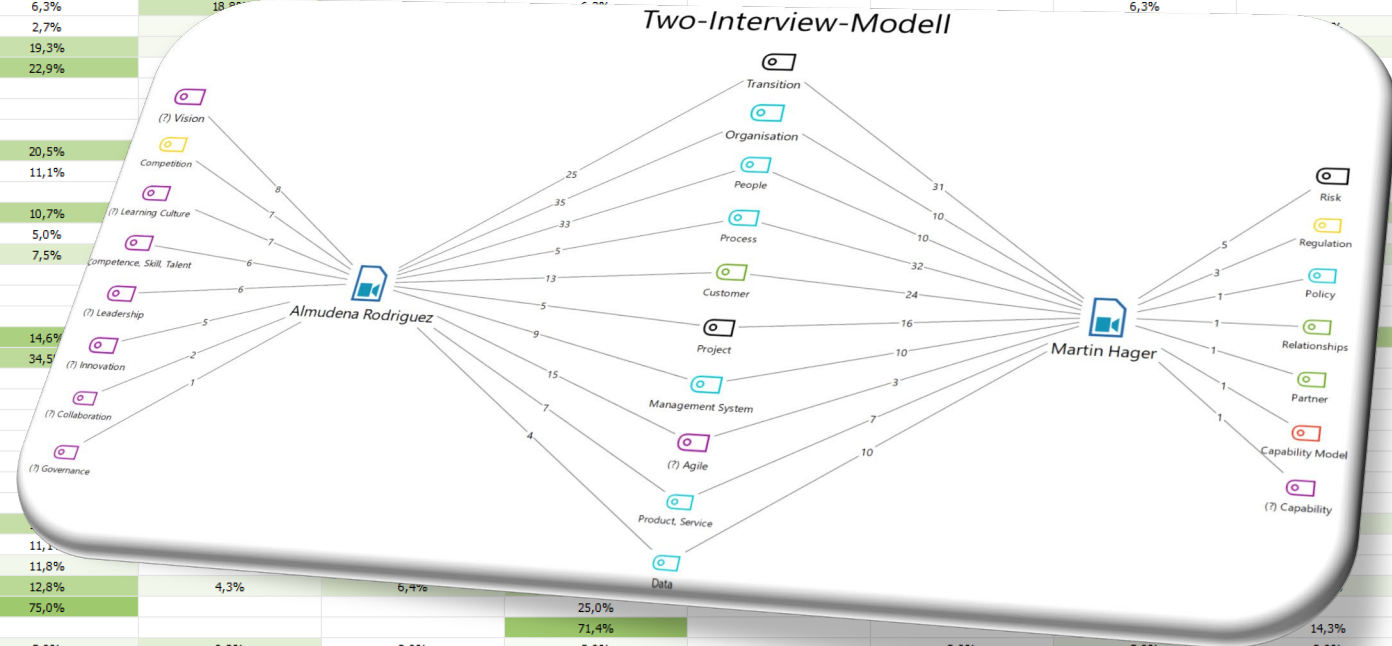 6,3%
6,3%
2,7%
19,3%
22,9%
20,5%
11,1%
10,7%
5,0%
7,5%
14,6%
Two-Interview-Modell
(?) Vision
Competition
(?) Learning Culture
Competence, Skill, Talent
(?) Leadership
(?) Innovation
(?) Collaboration
(?) Governance
8
7
7
6
6
5
2
1
Almudena Rodriguez
25
35
33
5
13
5
9
15
7
4
Transition
Organisation
People
Process
Customer
Project
Management System
(?) Agile
Product, Service
Data
31
10
10
32
24
16
10
3
7
10
Martin Hager
5
3
1
1
1
1
1
Risk
Regulation
Policy
Relationships
Partner
Capability Model
(?) Capability
11,8%
12,8%
4,3%
6,4%
75,0%
25,0%
71,4%
14,3%